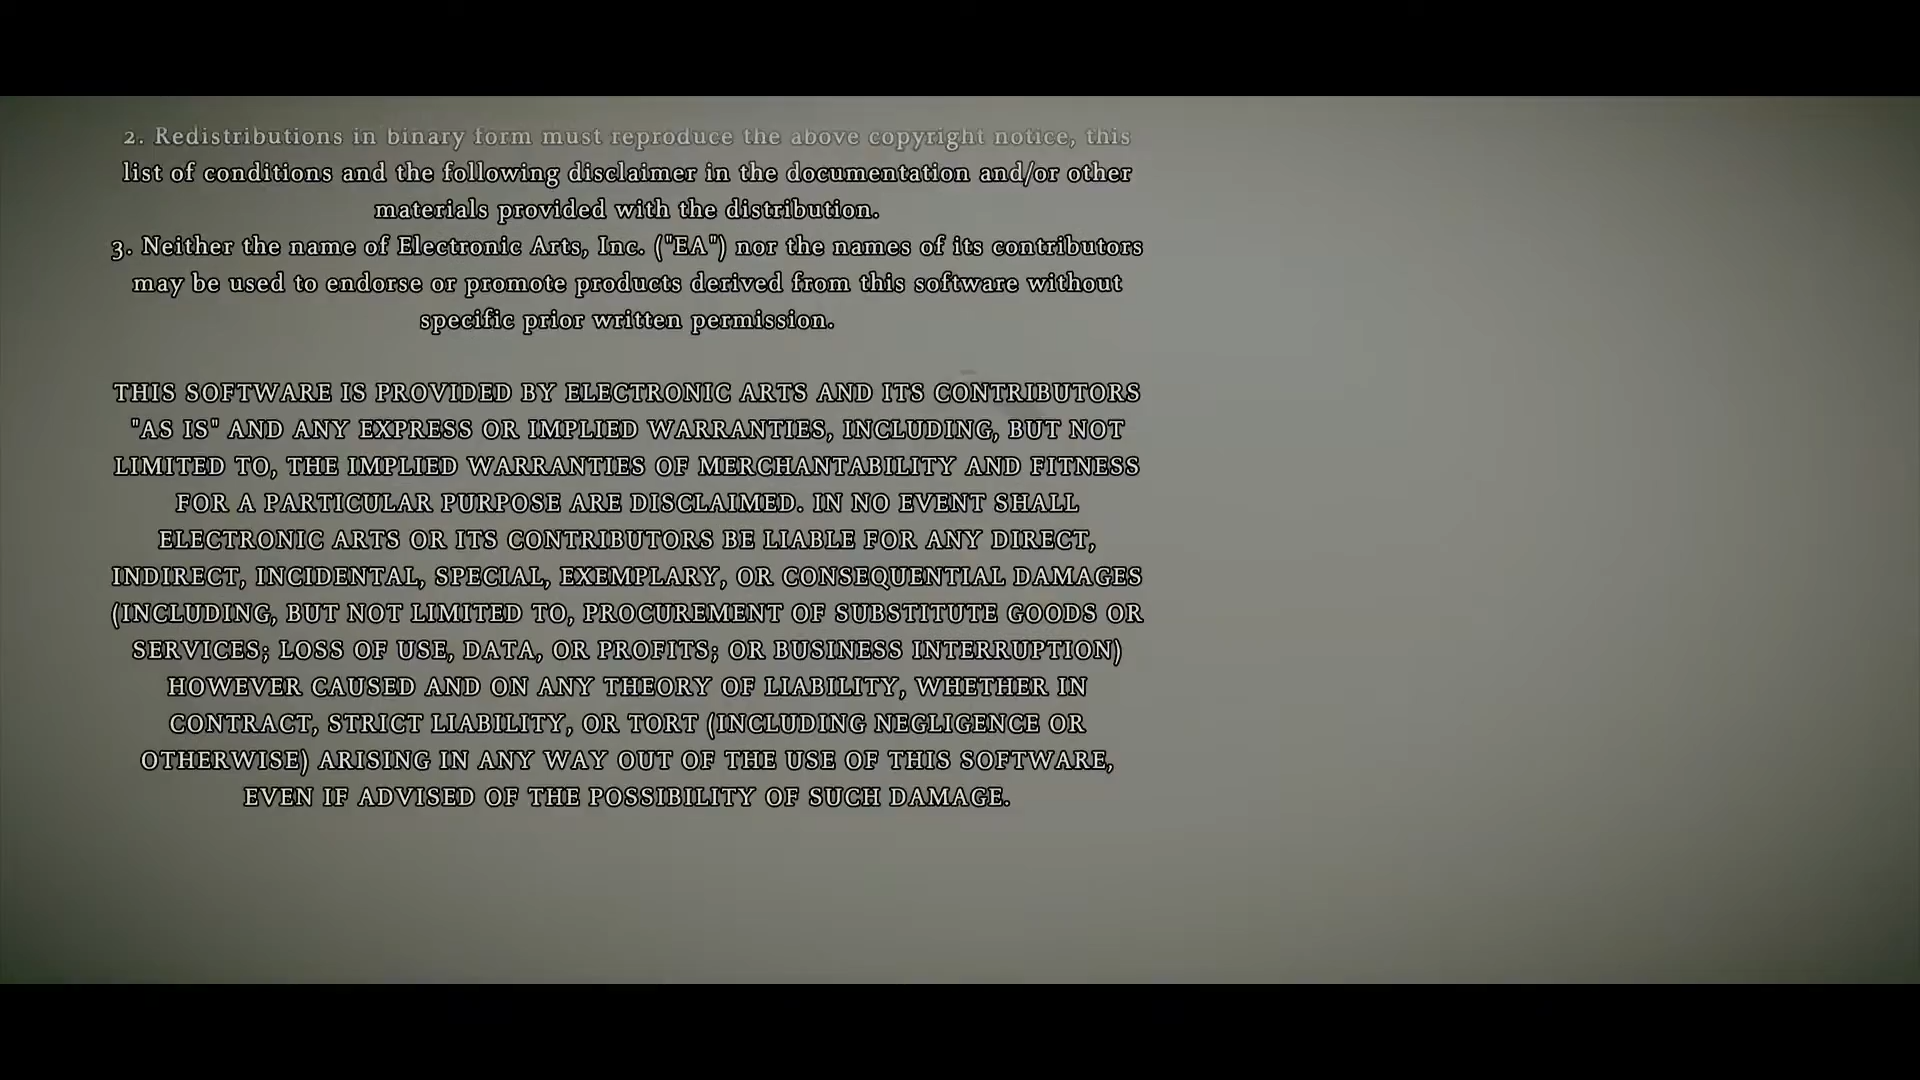 2. Redistributions in binary form must reproduce the above copyright notice, this
list of conditions and the following disclaimer in the documentation and/or other
materials provided with the distribution.
3. Neither the name of Electronic Arts, Inc. ("EA") nor the names of its contributors
may be used to endorse or promote products derived from this software without
specific prior written permission.
THIS SOFTWARE IS PROVIDED BY ELECTRONIC ARTS AND ITS CONTRIBUTORS
"AS IS" AND ANY EXPRESS OR IMPLIED WARRANTIES, INCLUDING, BUT NOT
LIMITED TO, THE IMPLIED WARRANTIES OF MERCHANTABILITY AND FITNESS
FOR A PARTICULAR PURPOSE ARE DISCLAIMED. IN NO EVENT SHALL
ELECTRONIC ARTS OR ITS CONTRIBUTORS BE LIABLE FOR ANY DIRECT,
INDIRECT, INCIDENTAL, SPECIAL, EXEMPLARY, OR CONSEQUENTIAL DAMAGES
(INCLUDING, BUT NOT LIMITED TO, PROCUREMENT OF SUBSTITUTE GOODS OR
SERVICES; LOSS OF USE, DATA, OR PROFITS; OR BUSINESS INTERRUPTION)
HOWEVER CAUSED AND ON ANY THEORY OF LIABILITY, WHETHER IN
CONTRACT, STRICT LIABILITY, OR TORT (INCLUDING NEGLIGENCE OR
OTHERWISE) ARISING IN ANY WAY OUT OF THE USE OF THIS SOFTWARE,
EVEN IF ADVISED OF THE POSSIBILITY OF SUCH DAMAGE.